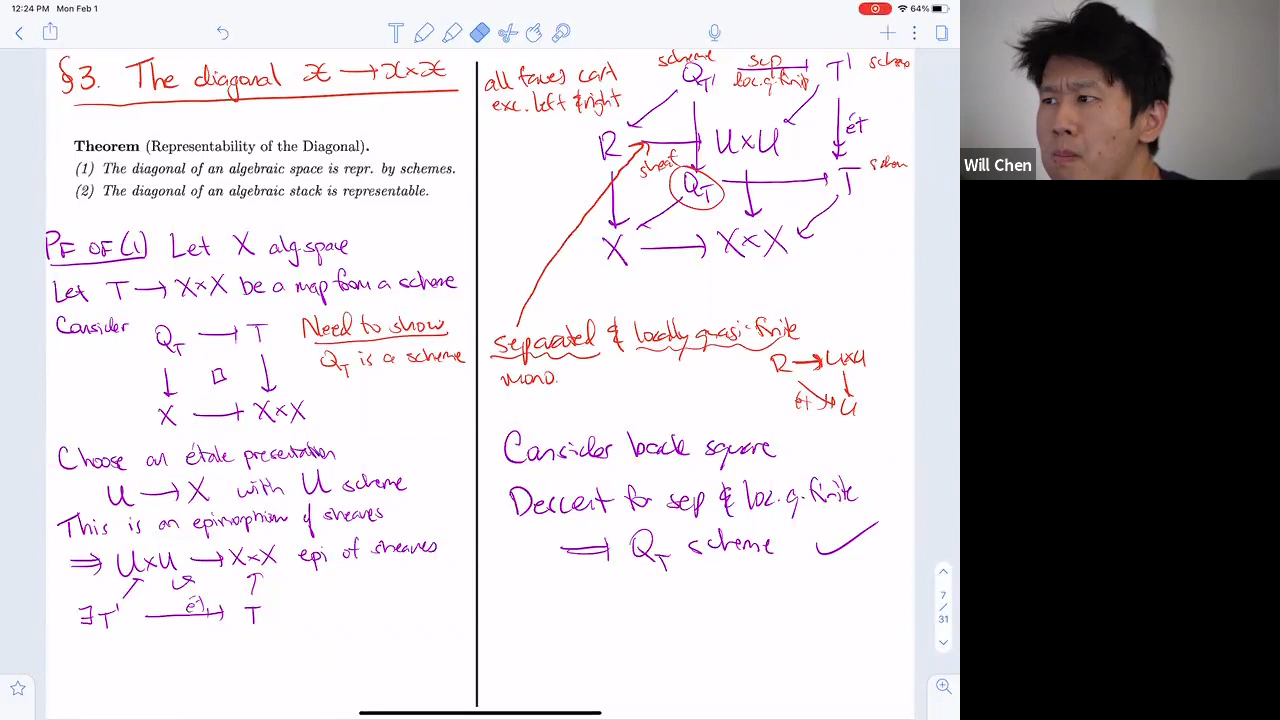 12:24 PM Mon Feb 1
64%
§3. The diagonal 𝒳 → 𝒳×𝒳
Theorem (Representability of the Diagonal).
(1) The diagonal of an algebraic space is repr. by schemes.
(2) The diagonal of an algebraic stack is representable.
PF OF (1) Let X alg. space
Let T → X×X be a map from a scheme
Consider
Q_T → T
↓ □ ↓
X → X×X
Need to show
Q_T is a scheme
Choose an étale presentation
U → X with U scheme
This is an epimorphism of sheaves
⇒ U×U → X×X epi of sheaves
∃T' ét. → T
all faces cart
exc. left & right
scheme sep scheme
Q_T' → T'
loc. q. finite
R → U×U ét
sheaf
Q_T → T schem
X → X×X
separated & locally quasi-finite
mono.
R → U×U
ét ↘ ↓
U
Consider back square
Descent for sep & loc. q. finite
⇒ Q_T scheme ✓
7
/
31
Will Chen